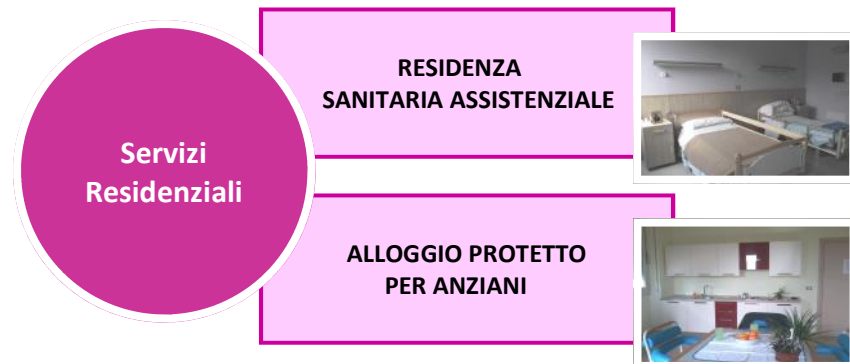 Servizi
Residenziali
RESIDENZA
SANITARIA ASSISTENZIALE
ALLOGGIO PROTETTO
PER ANZIANI